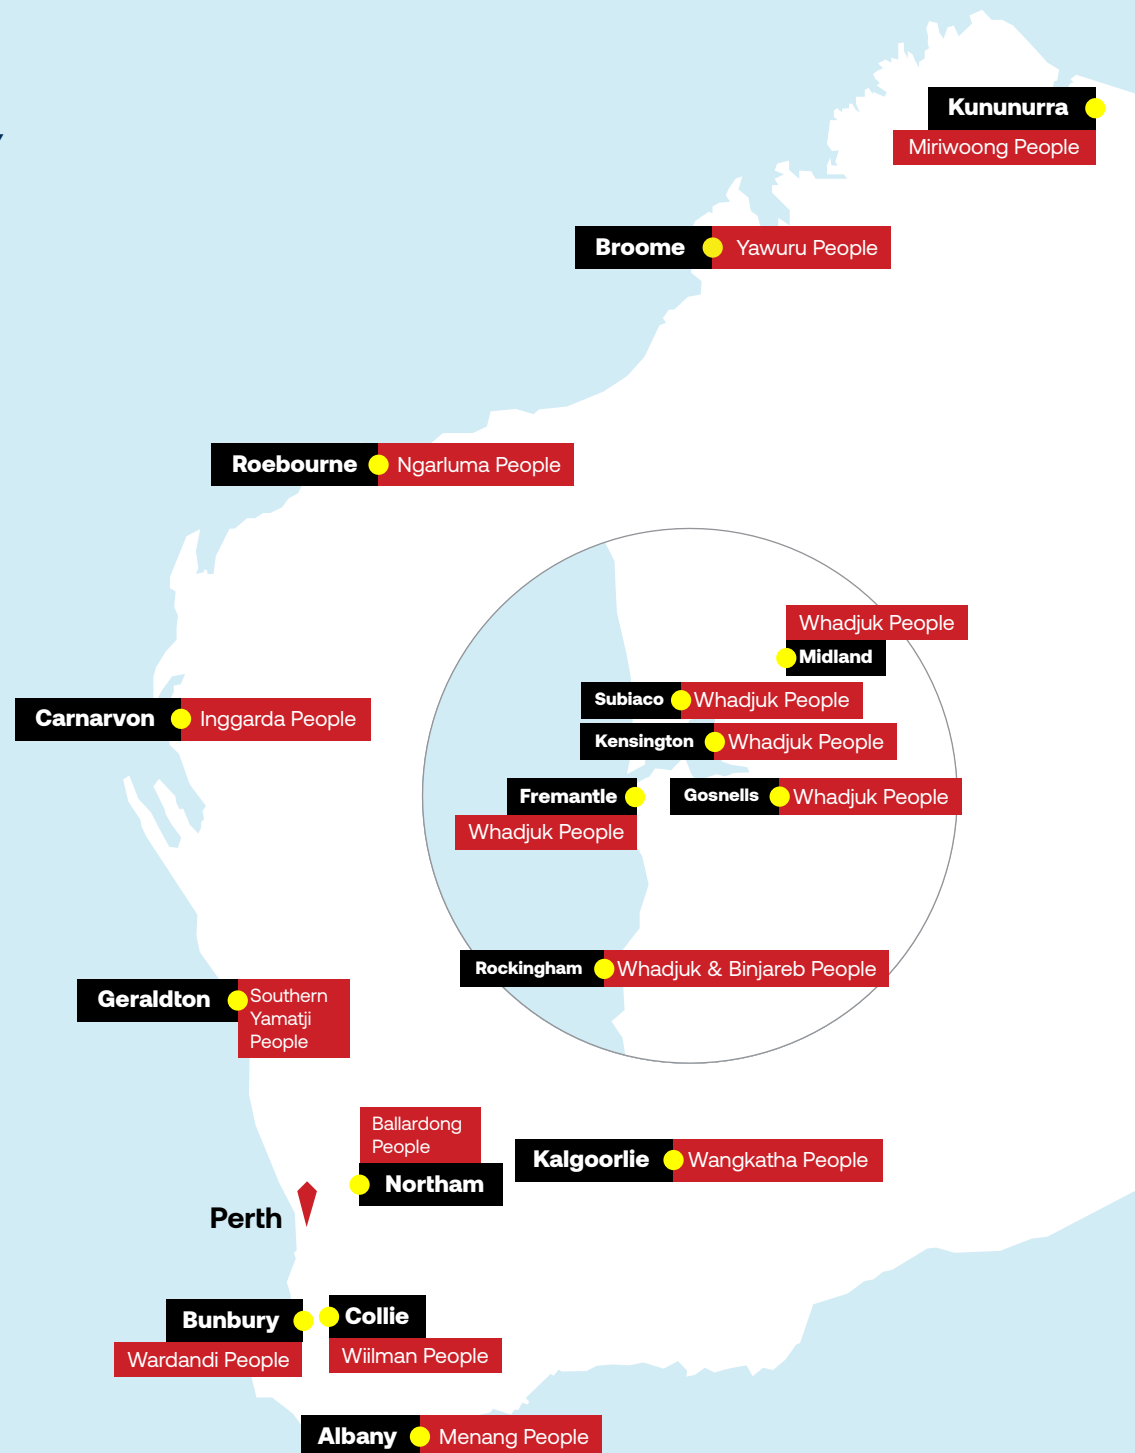 Kununurra
Miriwoong People
Broome
Yawuru People
Roebourne
Ngarluma People
Whadjuk People
Midland
Subiaco
Whadjuk People
Carnarvon
Inggarda People
Kensington
Whadjuk People
Fremantle
Whadjuk People
Gosnells
Whadjuk People
Rockingham
Whadjuk & Binjareb People
Geraldton
Southern
Yamatji
People
Ballardong
People
Northam
Kalgoorlie
Wangkatha People
Perth
Bunbury
Wardandi People
Collie
Wiilman People
Albany
Menang People